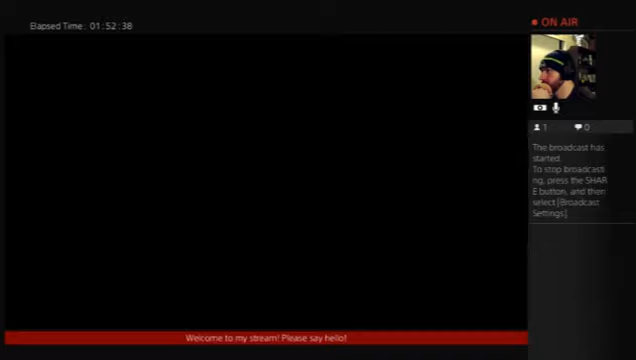 Elapsed Time: 01:52:38
ON AIR
1 0
The broadcast has
started.
To stop broadcasti
ng, press the SHAR
E button, and then
select [Broadcast
Settings].
Welcome to my stream! Please say hello!